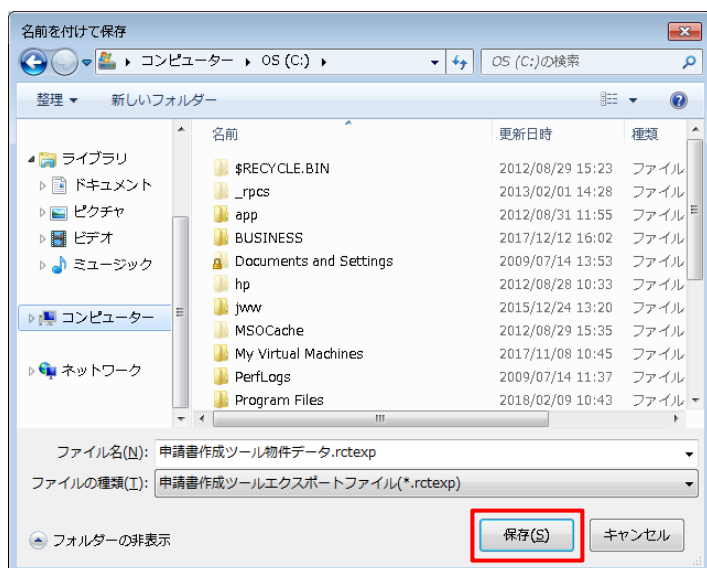 名前を付けて保存
コンピューター ▸ OS (C:) ▸ OS (C:)の検索
整理 ▼ 新しいフォルダー
名前 更新日時 種類
ライブラリ
ドキュメント
ピクチャ
ビデオ
ミュージック
コンピューター
ネットワーク
$RECYCLE.BIN 2012/08/29 15:23 ファイル
_rpcs 2013/02/01 14:28 ファイル
app 2012/08/31 11:55 ファイル
BUSINESS 2017/12/12 16:02 ファイル
Documents and Settings 2009/07/14 13:53 ファイル
hp 2012/08/28 10:33 ファイル
jww 2015/12/24 13:20 ファイル
MSOCache 2012/08/29 15:35 ファイル
My Virtual Machines 2017/11/08 10:45 ファイル
PerfLogs 2009/07/14 11:37 ファイル
Program Files 2018/02/09 10:43 ファイル
ファイル名(N): 申請書作成ツール物件データ.rctexp
ファイルの種類(T): 申請書作成ツールエクスポートファイル(*.rctexp)
フォルダーの非表示 保存(S) キャンセル